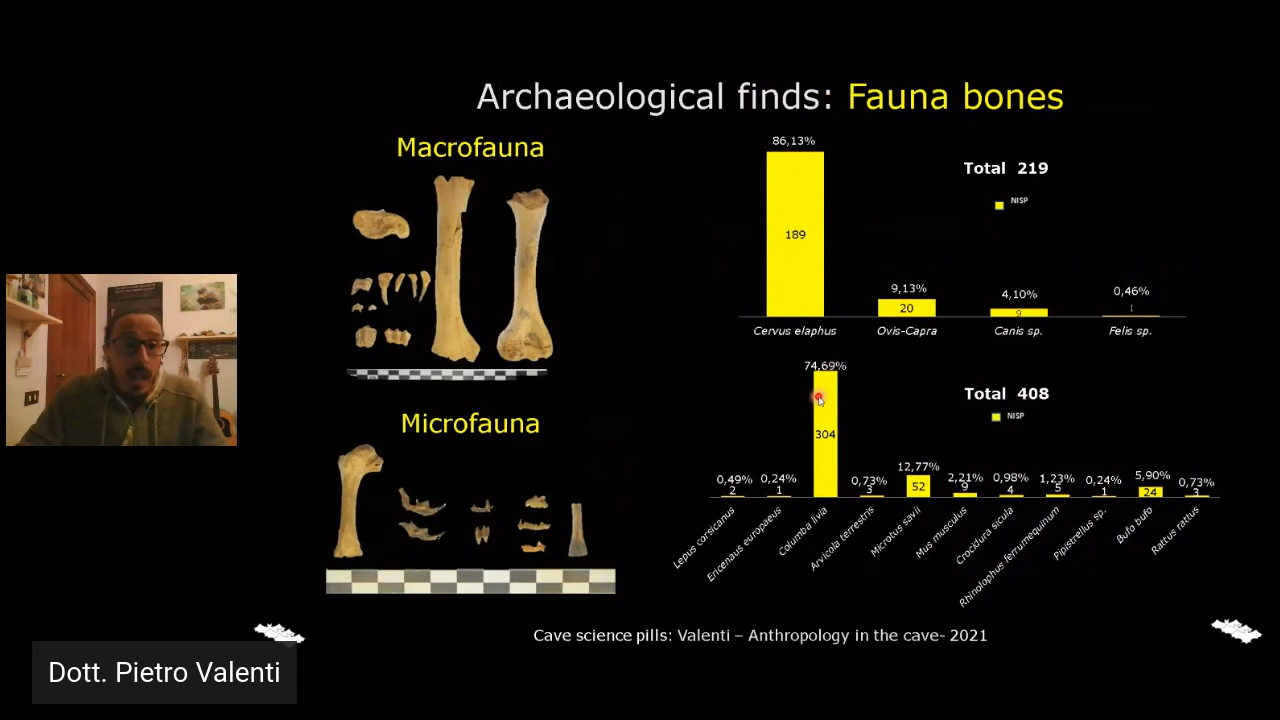 Archaeological finds: Fauna bones
Macrofauna
86,13%
Total 219
NISP
189
9,13%
20
4,10%
9
0,46%
1
Cervus elaphus
Ovis-Capra
Canis sp.
Felis sp.
Microfauna
74,69%
Total 408
NISP
304
0,49%
2
0,24%
1
0,73%
3
12,77%
52
2,21%
9
0,98%
4
1,23%
5
0,24%
1
5,90%
24
0,73%
3
Lepus corsicanus
Ericenaus europaeus
Columba livia
Arvicola terrestris
Microtus savii
Mus musculus
Crocidura sicula
Rhinolophus ferrumequinum
Pipistrellus sp.
Bufo bufo
Rattus rattus
Cave science pills: Valenti – Anthropology in the cave- 2021
Dott. Pietro Valenti